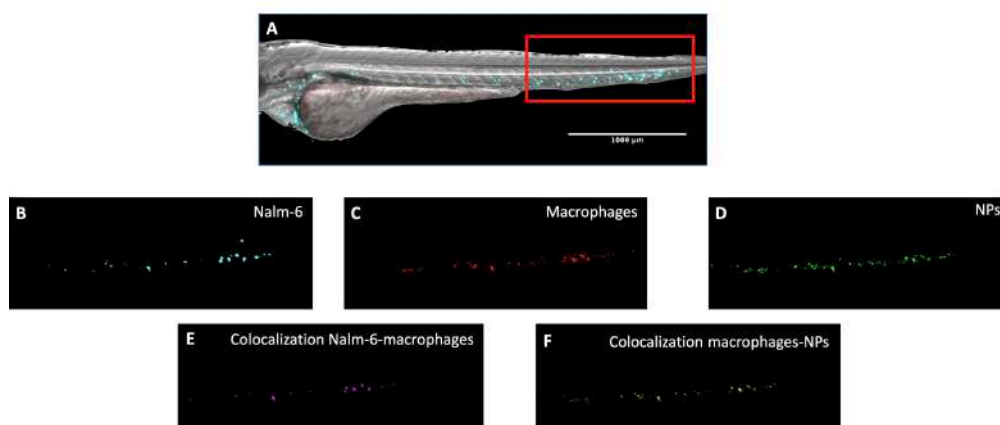 A
1000 µm
B
Nalm-6
C
Macrophages
D
NPs
E
Colocalization Nalm-6-macrophages
F
Colocalization macrophages-NPs